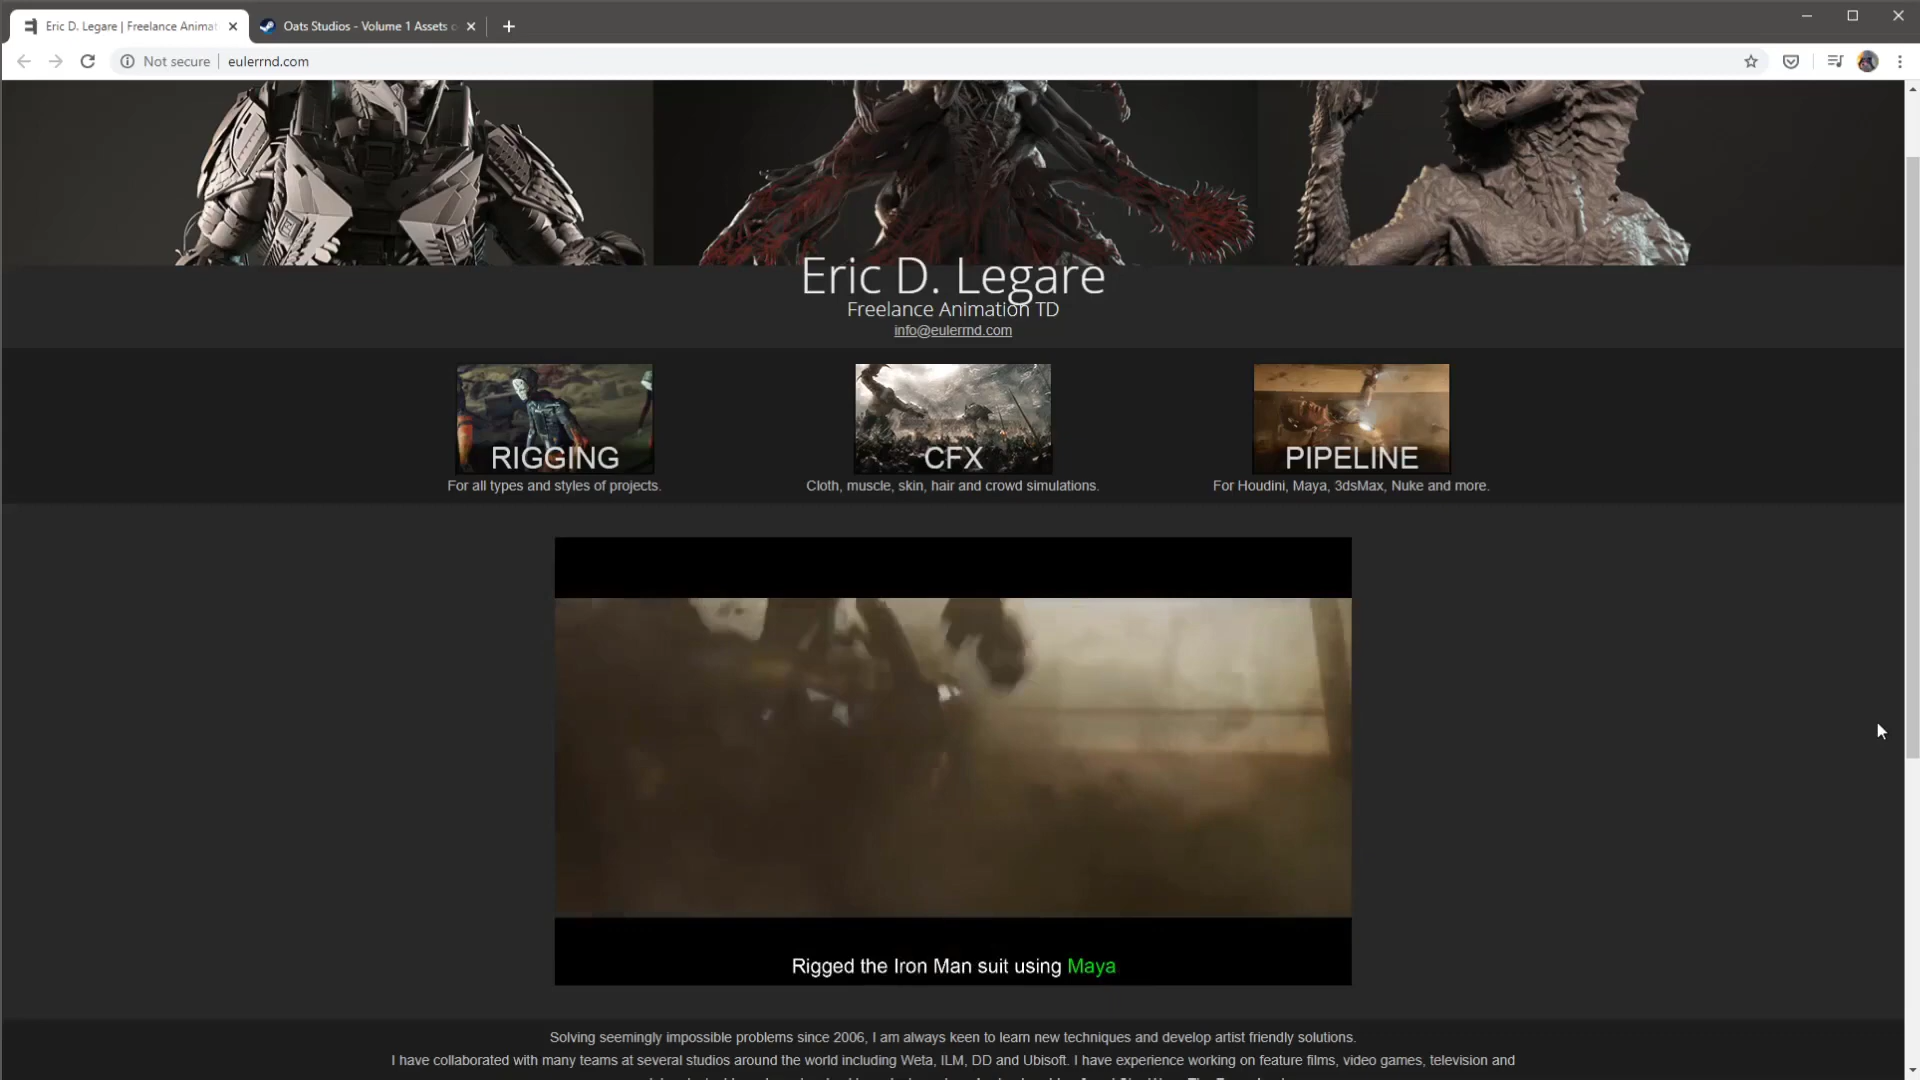 Eric D. Legare | Freelance Anima
Oats Studios - Volume 1 Assets
Not secure
eulerrnd.com
Eric D. Legare
Freelance Animation TD
info@eulerrnd.com
RIGGING
CFX
PIPELINE
For all types and styles of projects.
Cloth, muscle, skin, hair and crowd simulations.
For Houdini, Maya, 3dsMax, Nuke and more.
Rigged the Iron Man suit using Maya
Solving seemingly impossible problems since 2006, I am always keen to learn new techniques and develop artist friendly solutions.
I have collaborated with many teams at several studios around the world including Weta, ILM, DD and Ubisoft. I have experience working on feature films, video games, television and